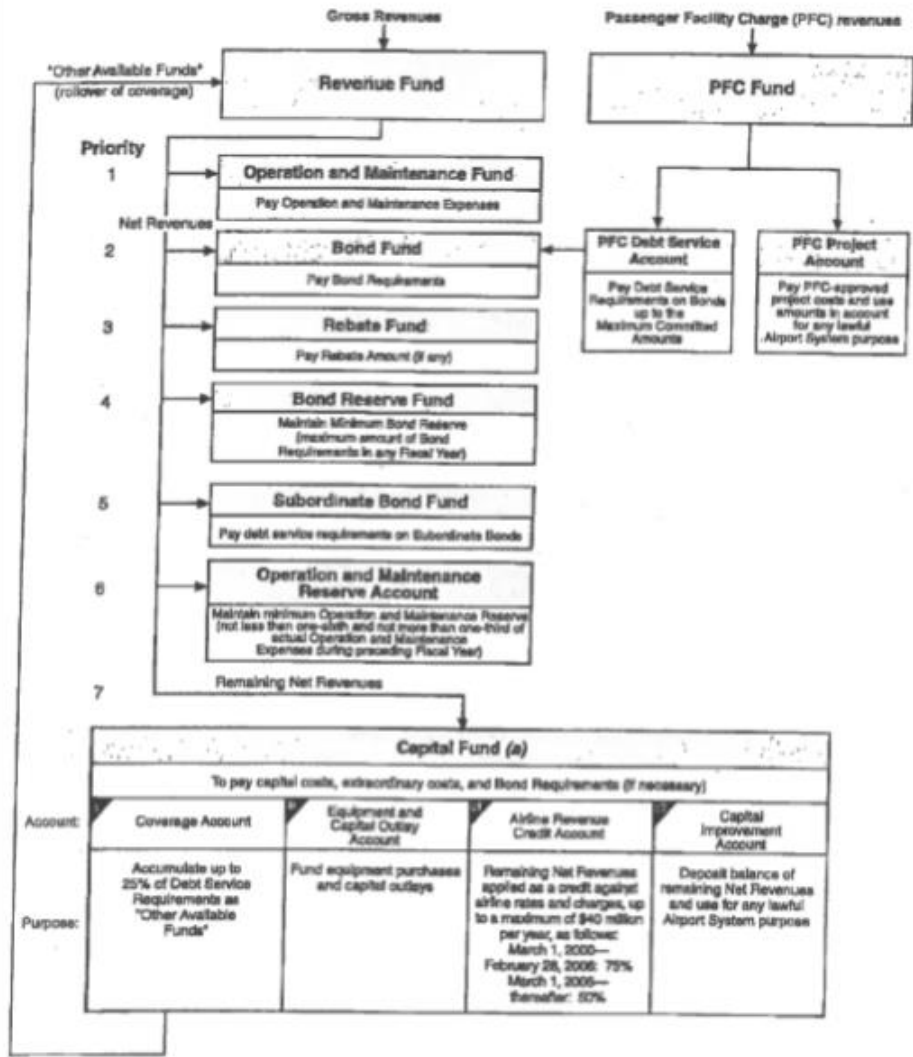 Gross Revenues
Passenger Facility Charge (PFC) revenues
"Other Available Funds"
(rollover of coverage)
Revenue Fund
PFC Fund
Priority
1
Operation and Maintenance Fund
Pay Operation and Maintenance Expenses
Net Revenues
2
Bond Fund
Pay Bond Requirements
PFC Debt Service
Account
Pay Debt Service
Requirements on Bonds
up to the
Maximum Committed
Amounts
PFC Project
Account
Pay PFC-approved
project costs and use
amounts in account
for any lawful
Airport System purpose
3
Rebate Fund
Pay Rebate Amount (if any)
4
Bond Reserve Fund
Maintain Minimum Bond Reserve
(maximum amount of Bond
Requirements in any Fiscal Year)
5
Subordinate Bond Fund
Pay debt service requirements on Subordinate Bonds
6
Operation and Maintenance
Reserve Account
Maintain minimum Operation and Maintenance Reserve
(not less than one-sixth and not more than one-third of
actual Operation and Maintenance
Expenses during preceding Fiscal Year)
7
Remaining Net Revenues
Capital Fund (a)
To pay capital costs, extraordinary costs, and Bond Requirements (if necessary)
Account:
Coverage Account
Equipment and
Capital Outlay
Account
Airline Revenue
Credit Account
Capital
Improvement
Account
Purpose:
Accumulate up to
25% of Debt Service
Requirements as
"Other Available
Funds"
Fund equipment purchases
and capital outlays
Remaining Net Revenues
applied as a credit against
airline rates and charges, up
to a maximum of $40 million
per year, as follows:
March 1, 2000—
February 28, 2006: 75%
March 1, 2006—
thereafter: 50%
Deposit balance of
remaining Net Revenues
and use for any lawful
Airport System purpose